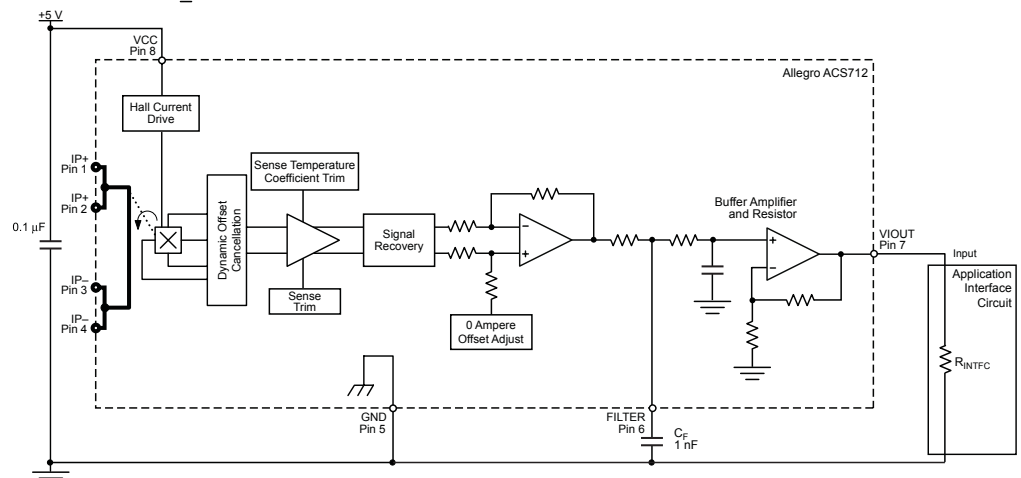 +5 V
VCC
Pin 8
Allegro ACS712
Hall Current
Drive
IP+
Pin 1
IP+
Pin 2
IP–
Pin 3
IP–
Pin 4
0.1 µF
Dynamic Offset
Cancellation
Sense Temperature
Coefficient Trim
Sense
Trim
Signal
Recovery
0 Ampere
Offset Adjust
Buffer Amplifier
and Resistor
VIOUT
Pin 7
Input
Application
Interface
Circuit
RINTFC
GND
Pin 5
FILTER
Pin 6
CF
1 nF